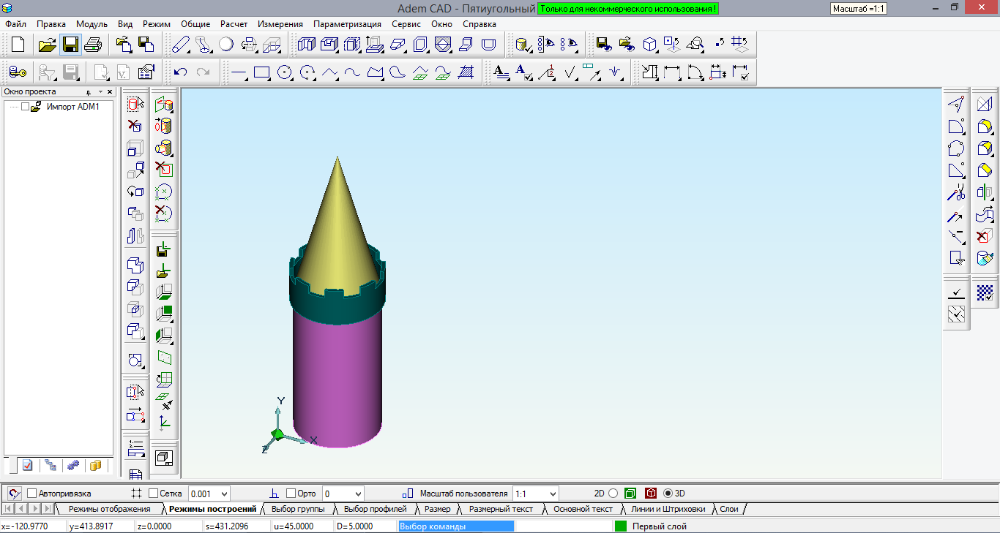 Adem CAD - Пятиугольный
Только для некоммерческого использования !
Масштаб =1:1
Файл Правка Модуль Вид Режим Общие Расчет Измерения Параметризация Сервис Окно Справка
Окно проекта
Импорт ADM1
Y
X
Z
Автопривязка Сетка 0.001 Орто 0 Масштаб пользователя 1:1 2D 3D
Режимы отображения Режимы построений Выбор группы Выбор профилей Размер Размерный текст Основной текст Линии и Штриховки Слои
x=-120.9770 y=413.8917 z=0.0000 s=431.2096 u=45.0000 D=5.0000 Выбор команды Первый слой